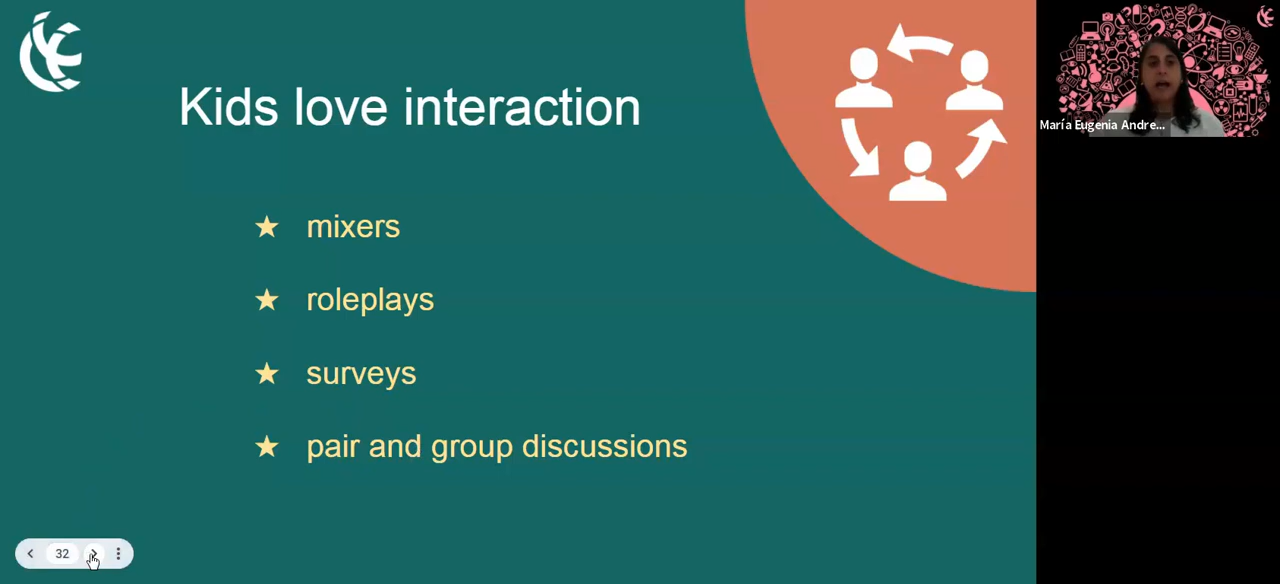 Kids love interaction
★ mixers
★ roleplays
★ surveys
★ pair and group discussions
32
María Eugenia Andre...